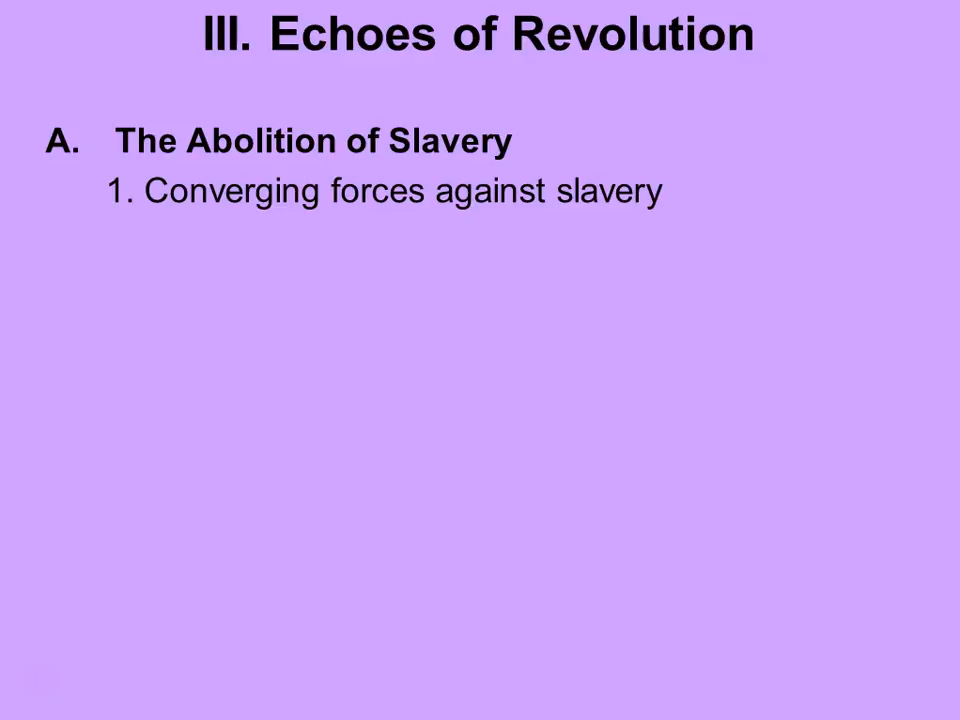 III. Echoes of Revolution
A. The Abolition of Slavery
1. Converging forces against slavery